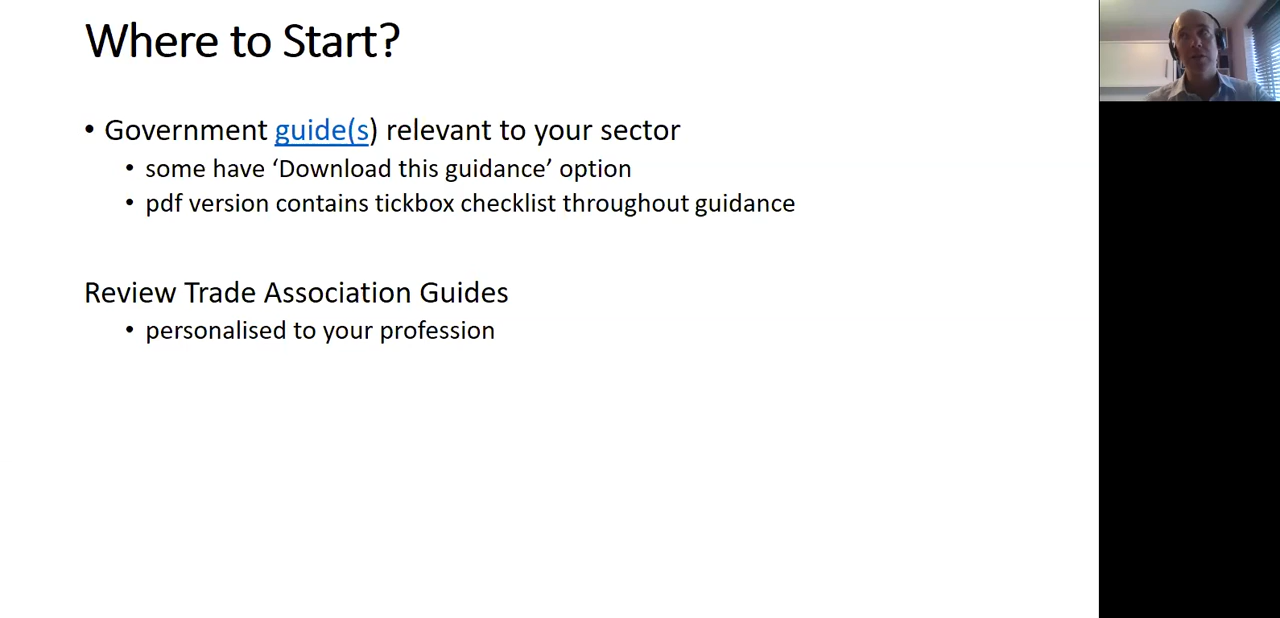 Where to Start?
• Government guide(s) relevant to your sector
• some have ‘Download this guidance’ option
• pdf version contains tickbox checklist throughout guidance
Review Trade Association Guides
• personalised to your profession